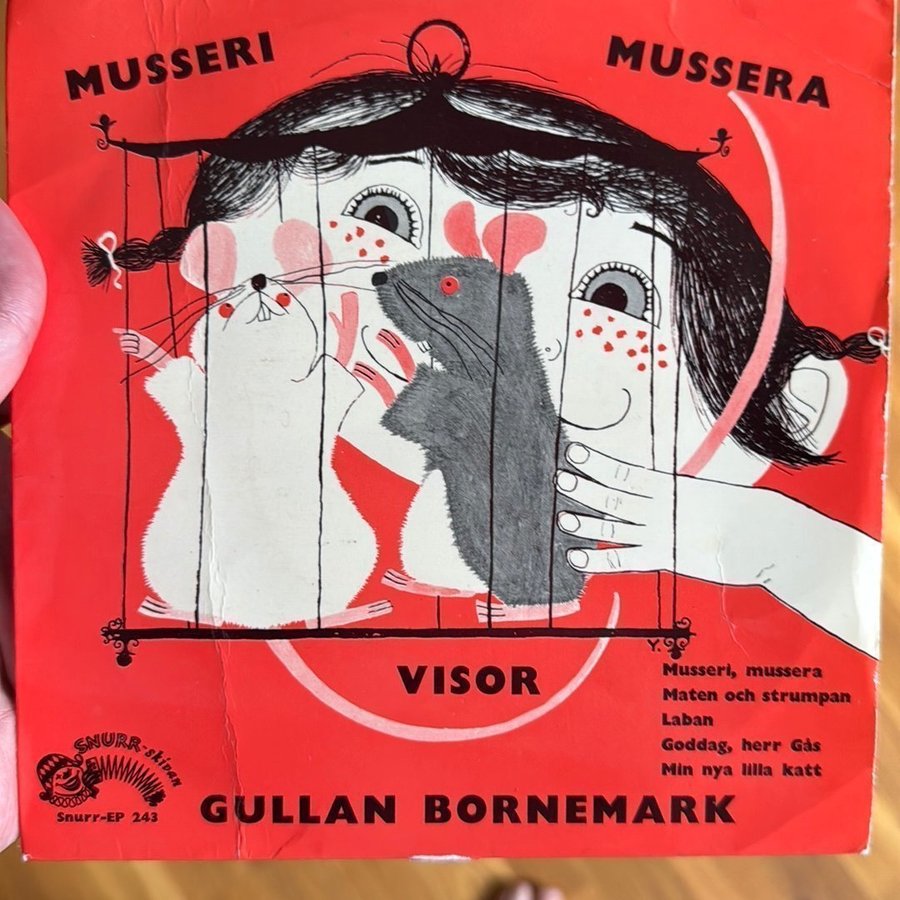 MUSSERI
MUSSERA
Y.
VISOR
Musseri, mussera
Maten och strumpan
Laban
Goddag, herr Gås
Min nya lilla katt
SNURR-skivan
Snurr-EP 243
GULLAN BORNEMARK